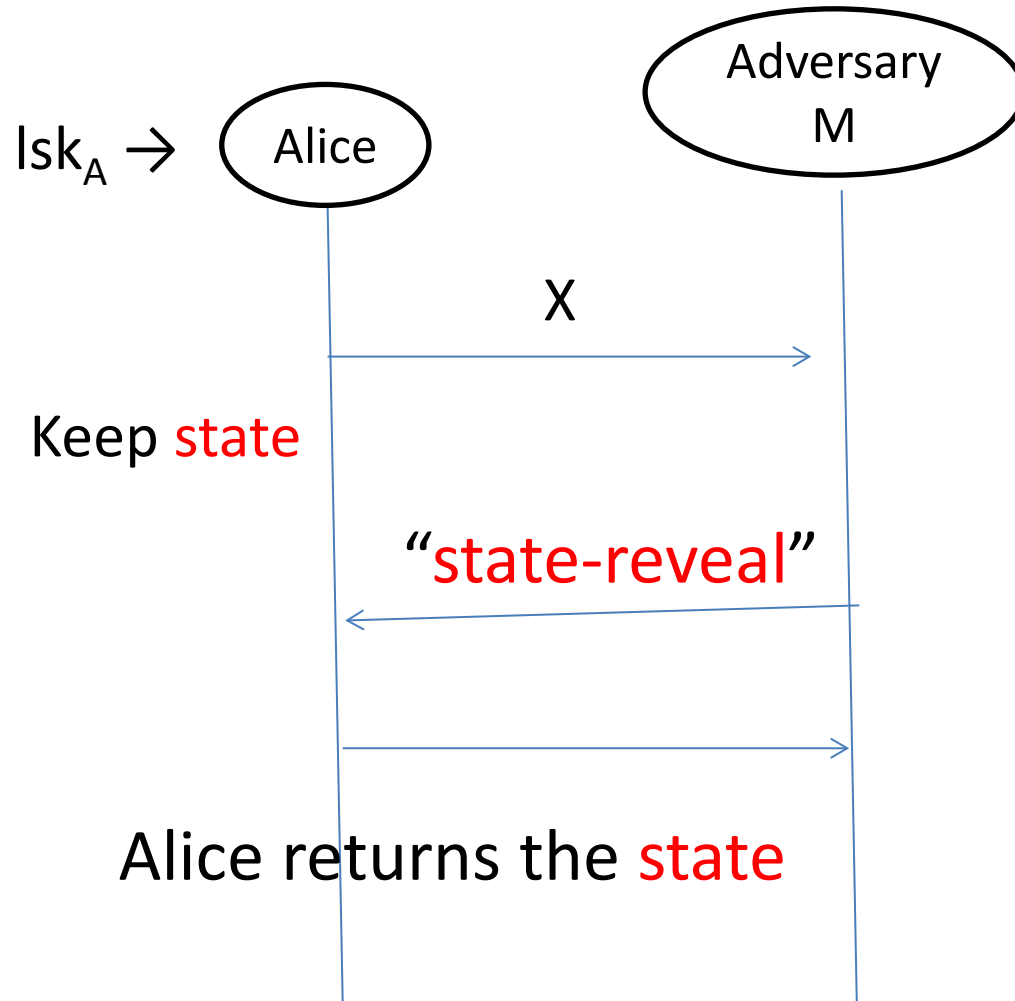 Adversary
M
lsk_A → Alice
X
Keep state
“state-reveal”
Alice returns the state